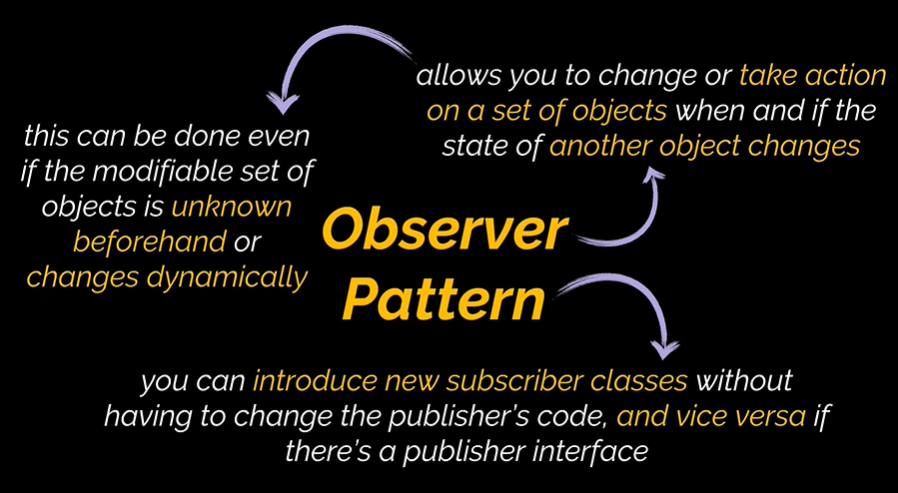 Observer
Pattern
allows you to change or take action
on a set of objects when and if the
state of another object changes
this can be done even
if the modifiable set of
objects is unknown
beforehand or
changes dynamically
you can introduce new subscriber classes without
having to change the publisher's code, and vice versa if
there's a publisher interface